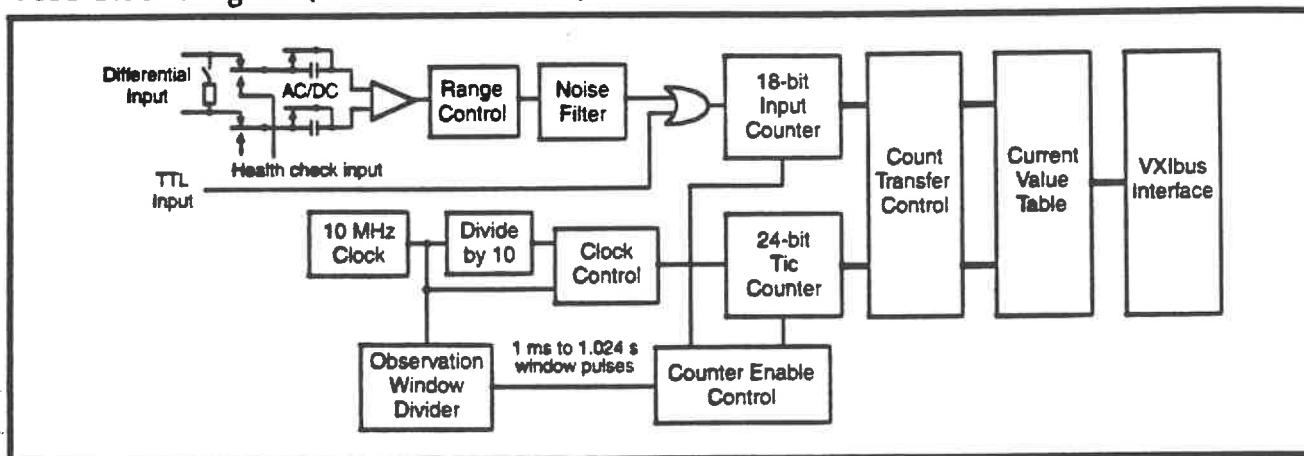 Differential
Input
AC/DC
Health check input
TTL
Input
Range
Control
Noise
Filter
18-bit
Input
Counter
Count
Transfer
Control
Current
Value
Table
VXIbus
Interface
10 MHz
Clock
Divide
by 10
Clock
Control
24-bit
Tic
Counter
Observation
Window
Divider
1 ms to 1.024 s
window pulses
Counter Enable
Control